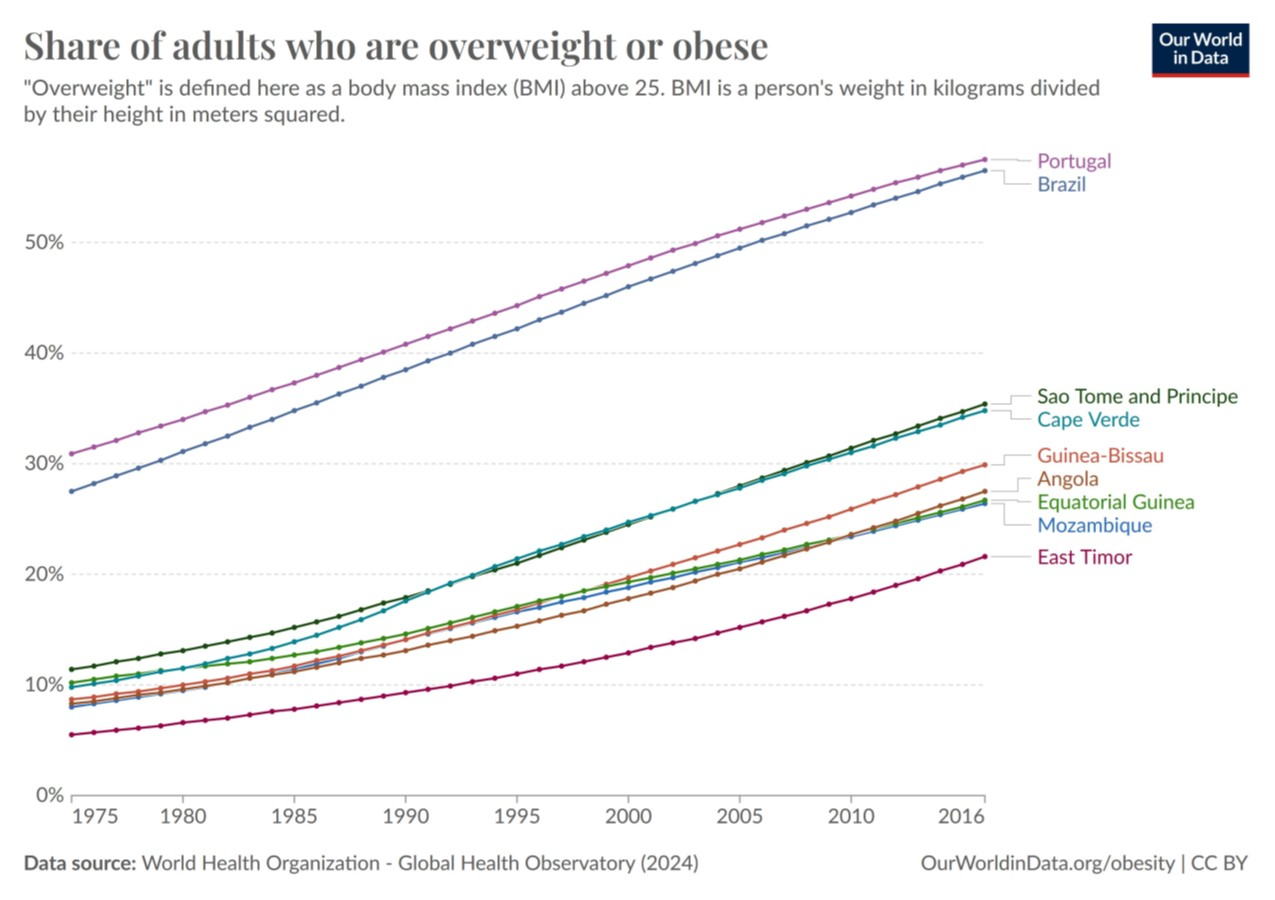 Share of adults who are overweight or obese
Our World
in Data
"Overweight" is defined here as a body mass index (BMI) above 25. BMI is a person's weight in kilograms divided
by their height in meters squared.
Portugal
Brazil
50%
40%
Sao Tome and Principe
Cape Verde
30%
Guinea-Bissau
Angola
Equatorial Guinea
Mozambique
20%
East Timor
10%
0%
1975 1980 1985 1990 1995 2000 2005 2010 2016
Data source: World Health Organization - Global Health Observatory (2024)
OurWorldinData.org/obesity | CC BY